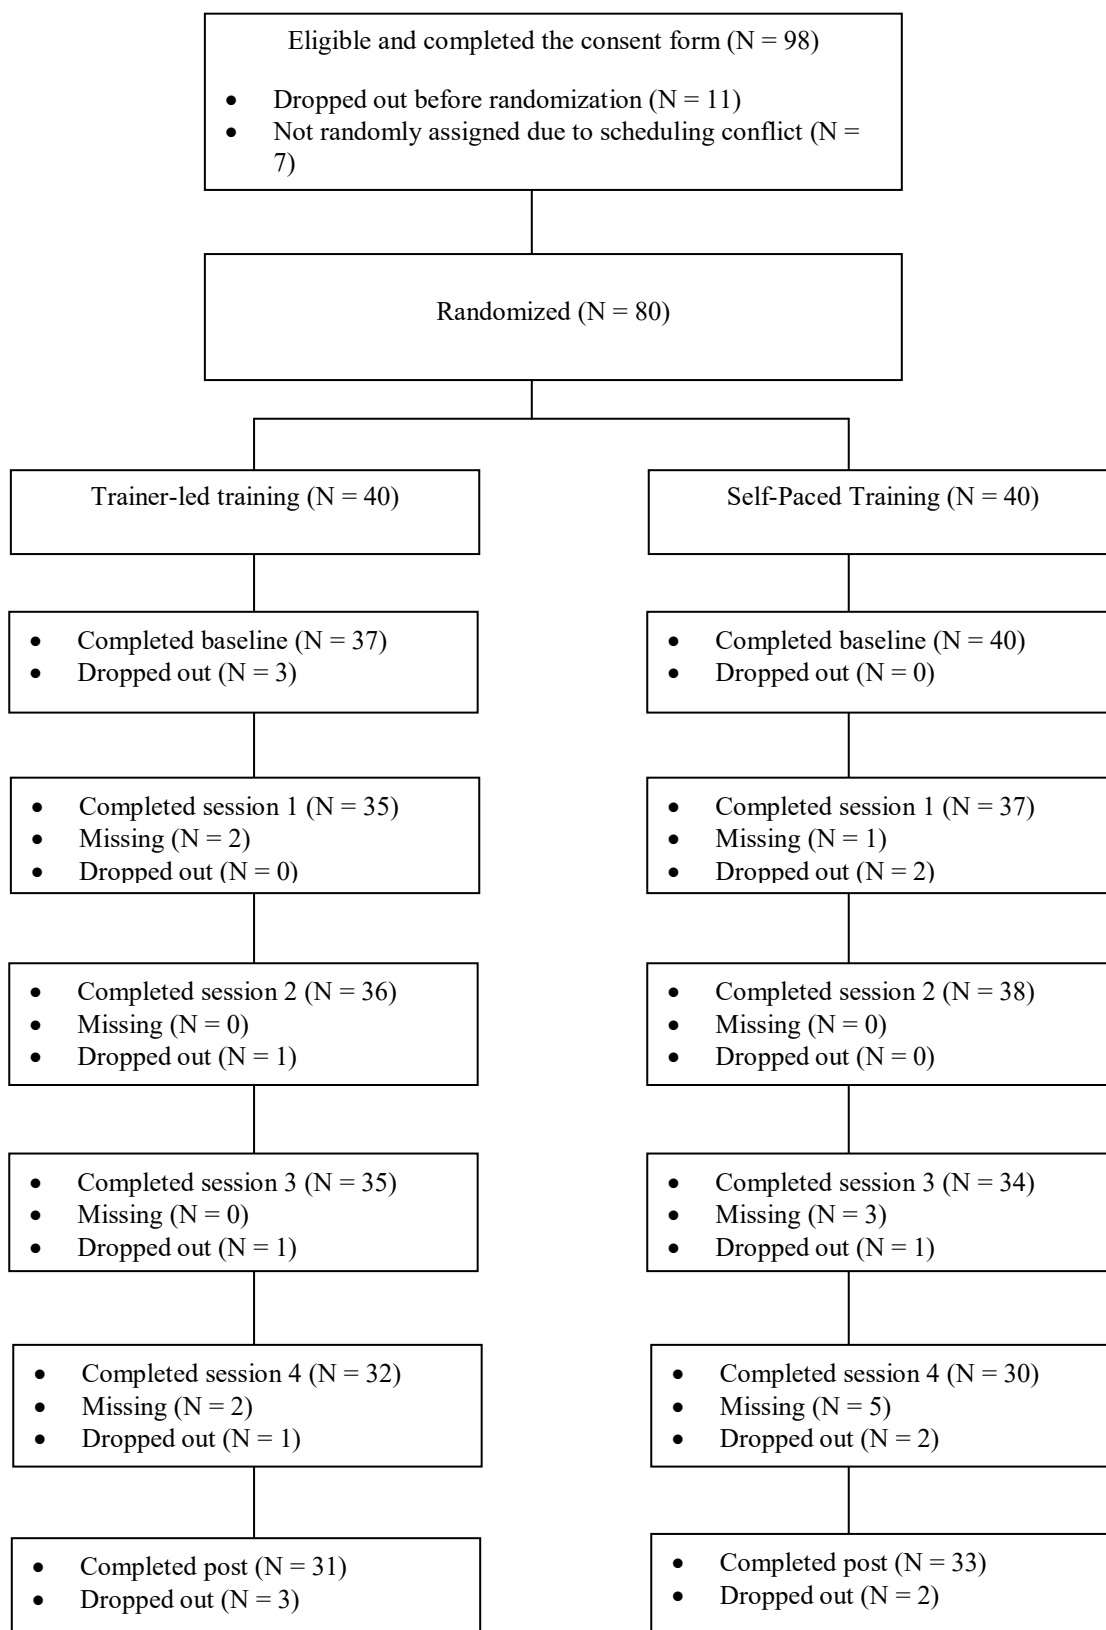 Eligible and completed the consent form (N = 98)
• Dropped out before randomization (N = 11)
• Not randomly assigned due to scheduling conflict (N =
7)
Randomized (N = 80)
Trainer-led training (N = 40)
Self-Paced Training (N = 40)
• Completed baseline (N = 37)
• Dropped out (N = 3)
• Completed baseline (N = 40)
• Dropped out (N = 0)
• Completed session 1 (N = 35)
• Missing (N = 2)
• Dropped out (N = 0)
• Completed session 1 (N = 37)
• Missing (N = 1)
• Dropped out (N = 2)
• Completed session 2 (N = 36)
• Missing (N = 0)
• Dropped out (N = 1)
• Completed session 2 (N = 38)
• Missing (N = 0)
• Dropped out (N = 0)
• Completed session 3 (N = 35)
• Missing (N = 0)
• Dropped out (N = 1)
• Completed session 3 (N = 34)
• Missing (N = 3)
• Dropped out (N = 1)
• Completed session 4 (N = 32)
• Missing (N = 2)
• Dropped out (N = 1)
• Completed session 4 (N = 30)
• Missing (N = 5)
• Dropped out (N = 2)
• Completed post (N = 31)
• Dropped out (N = 3)
• Completed post (N = 33)
• Dropped out (N = 2)